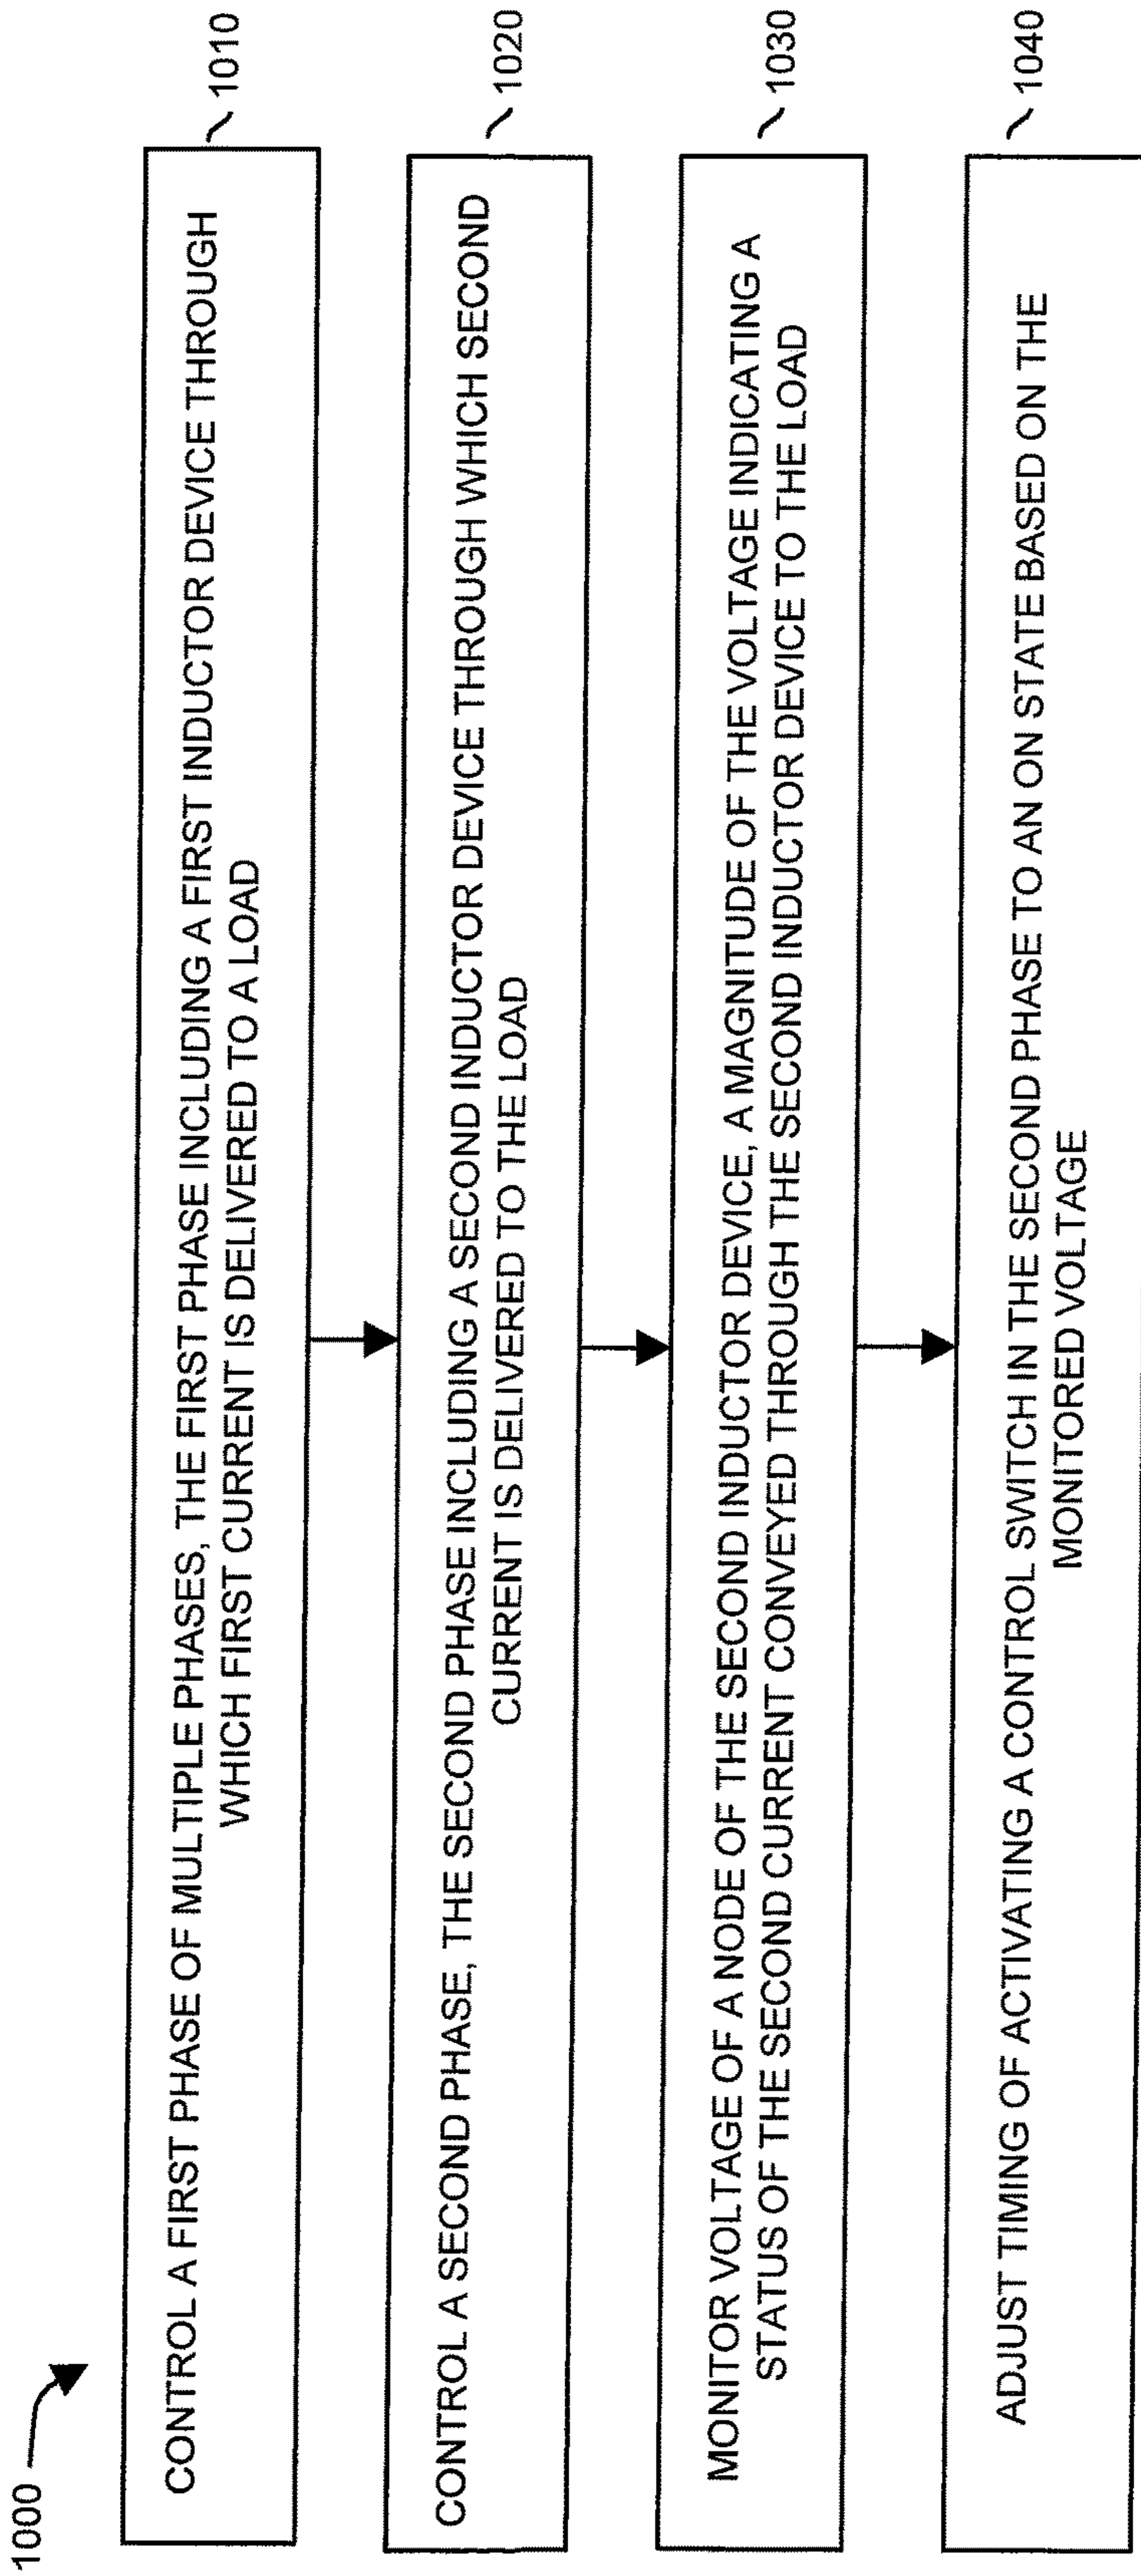 1000
CONTROL A FIRST PHASE OF MULTIPLE PHASES, THE FIRST PHASE INCLUDING A FIRST INDUCTOR DEVICE THROUGH
WHICH FIRST CURRENT IS DELIVERED TO A LOAD
1010
CONTROL A SECOND PHASE, THE SECOND PHASE INCLUDING A SECOND INDUCTOR DEVICE THROUGH WHICH SECOND
CURRENT IS DELIVERED TO THE LOAD
1020
MONITOR VOLTAGE OF A NODE OF THE SECOND INDUCTOR DEVICE, A MAGNITUDE OF THE VOLTAGE INDICATING A
STATUS OF THE SECOND CURRENT CONVEYED THROUGH THE SECOND INDUCTOR DEVICE TO THE LOAD
1030
ADJUST TIMING OF ACTIVATING A CONTROL SWITCH IN THE SECOND PHASE TO AN ON STATE BASED ON THE
MONITORED VOLTAGE
1040